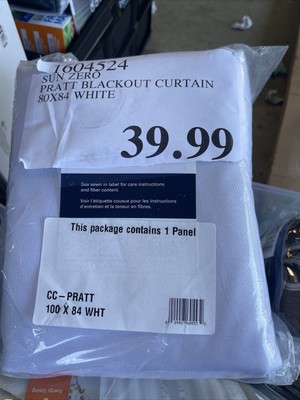 1604524
SUN ZERO
PRATT BLACKOUT CURTAIN
80X84 WHITE
39.99
See sewn in label for care instructions
and fiber content.
Voir l'étiquette cousue pour les instructions
d'entretien et la teneur en fibres.
This package contains 1 Panel
CC-PRATT
100 X 84 WHT